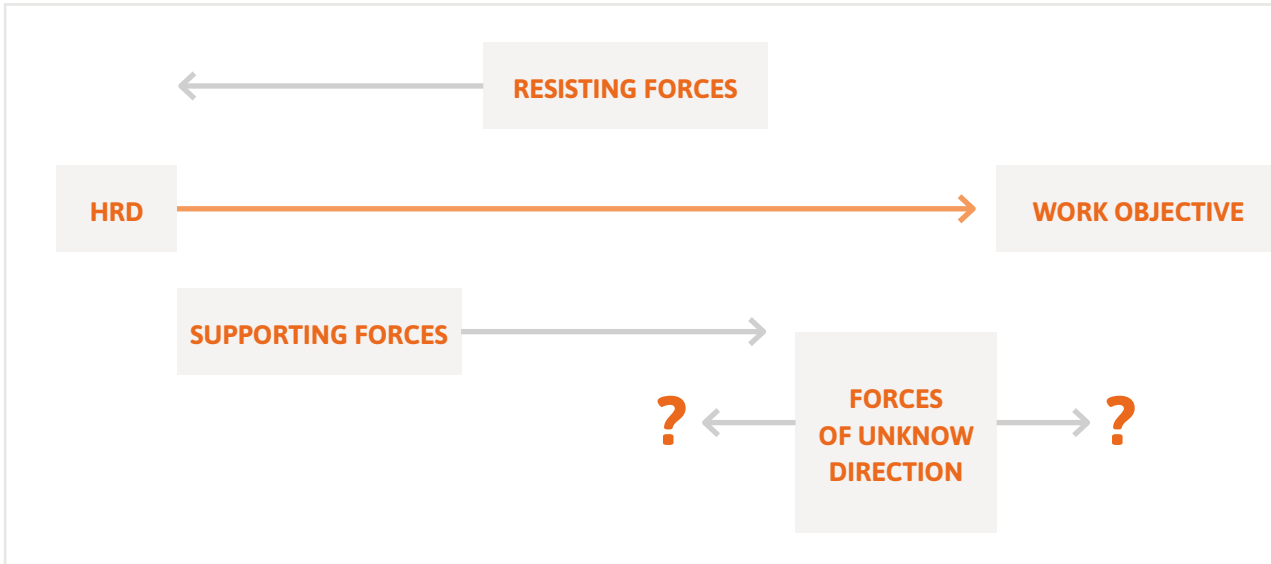 RESISTING FORCES
HRD
WORK OBJECTIVE
SUPPORTING FORCES
?
FORCES
OF UNKNOW
DIRECTION
?